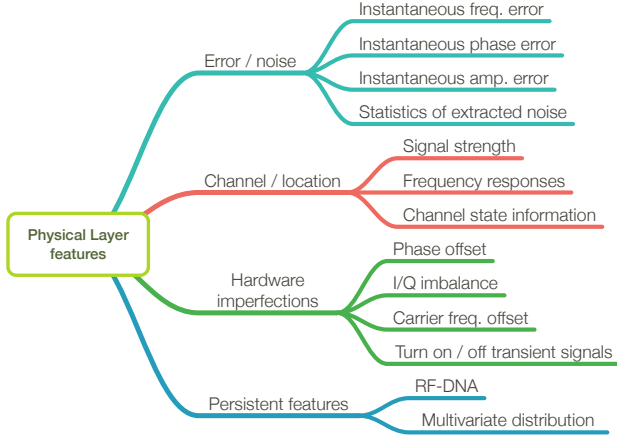 Physical Layer
features
Error / noise
Instantaneous freq. error
Instantaneous phase error
Instantaneous amp. error
Statistics of extracted noise
Channel / location
Signal strength
Frequency responses
Channel state information
Hardware
imperfections
Phase offset
I/Q imbalance
Carrier freq. offset
Turn on / off transient signals
Persistent features
RF-DNA
Multivariate distribution